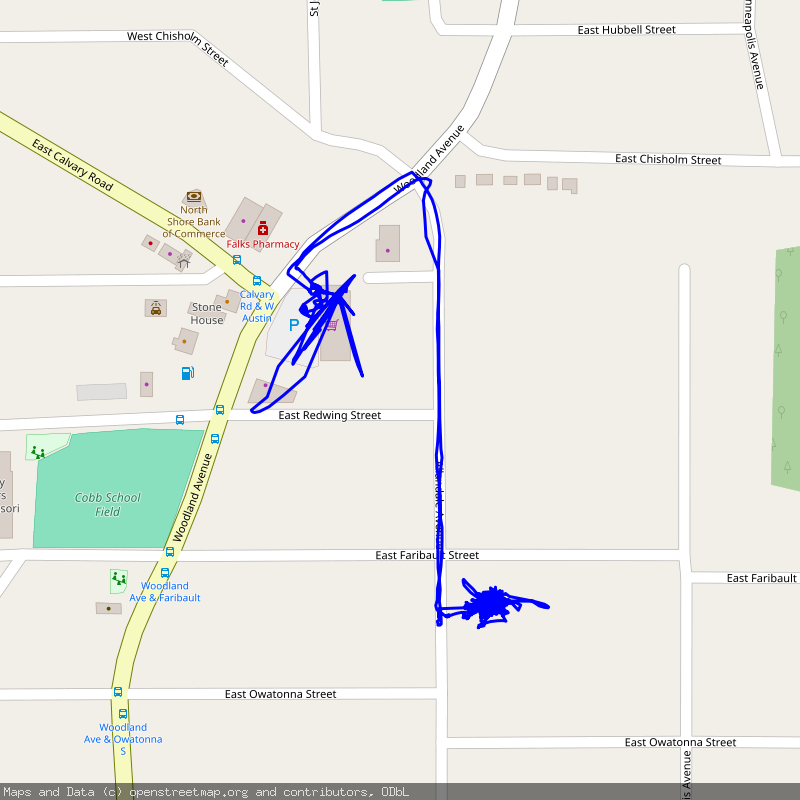 St J
East Hubbell Street
nneapolis Avenue
West Chisholm Street
Woodland Avenue
East Chisholm Street
East Calvary Road
North
Shore Bank
of Commerce
Falks Pharmacy
Calvary
Rd & W
Austin
Stone
House
P
East Redwing Street
Cobb School
Field
y
rs
sori
Woodland Avenue
East Faribault Street
East Faribault
Woodland
Ave & Faribault
East Owatonna Street
Woodland
Ave & Owatonna
S
East Owatonna Street
is Avenue
Maps and Data (c) openstreetmap.org and contributors, ODbL